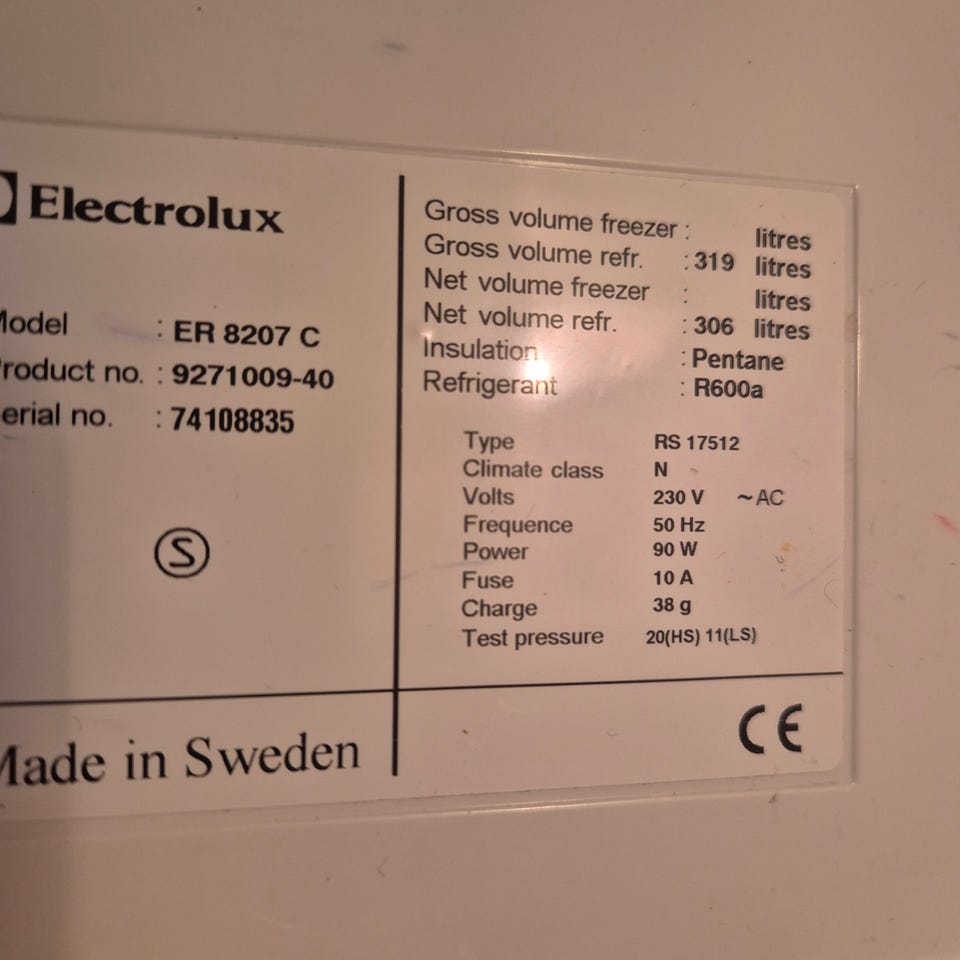 Electrolux
Model : ER 8207 C
Product no. : 9271009-40
Serial no. : 74108835
S
Made in Sweden
Gross volume freezer : litres
Gross volume refr. : 319 litres
Net volume freezer : litres
Net volume refr. : 306 litres
Insulation : Pentane
Refrigerant : R600a
Type RS 17512
Climate class N
Volts 230 V ~AC
Frequence 50 Hz
Power 90 W
Fuse 10 A
Charge 38 g
Test pressure 20(HS) 11(LS)
CE